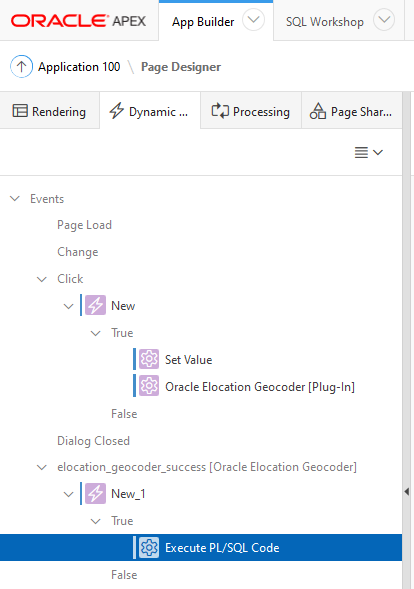 ORACLE APEX App Builder SQL Workshop
Application 100 \ Page Designer
Rendering Dynamic ... Processing Page Shar...
Events
Page Load
Change
Click
New
True
Set Value
Oracle Elocation Geocoder [Plug-In]
False
Dialog Closed
elocation_geocoder_success [Oracle Elocation Geocoder]
New_1
True
Execute PL/SQL Code
False